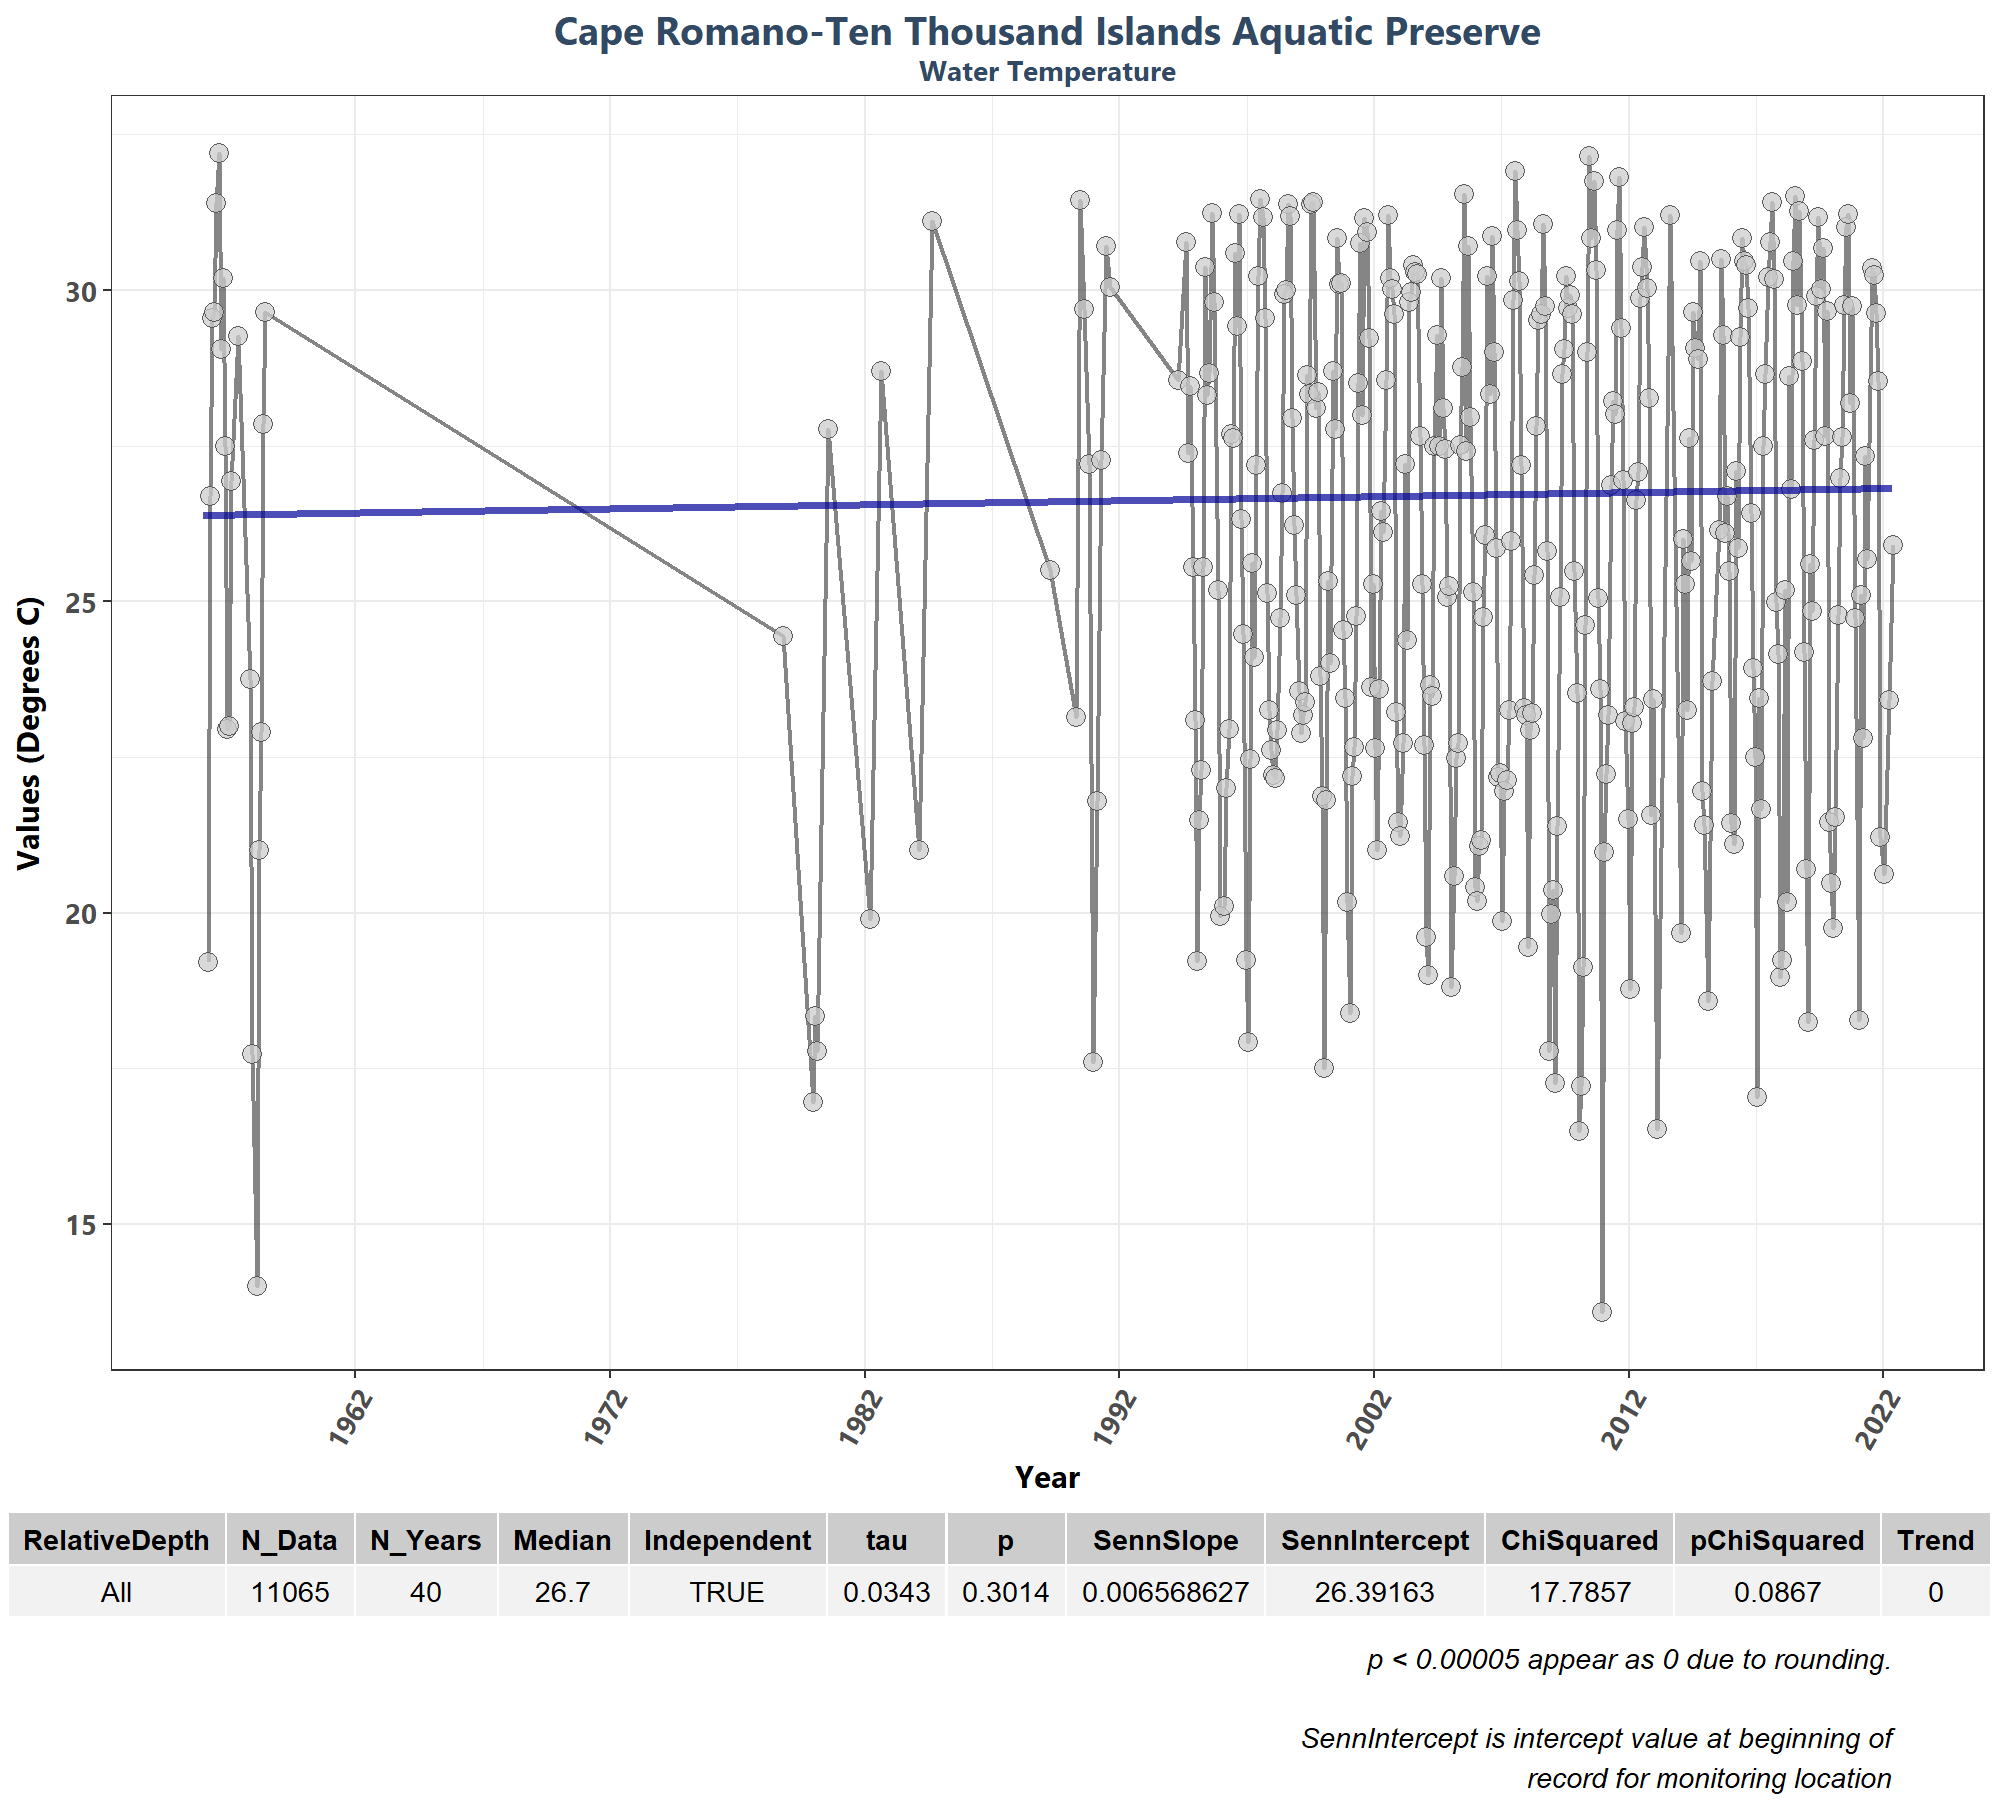 Cape Romano-Ten Thousand Islands Aquatic Preserve
Water Temperature
Values (Degrees C)
30
25
20
15
1962
1972
1982
1992
2002
2012
2022
Year
RelativeDepth N_Data N_Years Median Independent tau p SennSlope SennIntercept ChiSquared pChiSquared Trend
All 11065 40 26.7 TRUE 0.0343 0.3014 0.006568627 26.39163 17.7857 0.0867 0
p < 0.00005 appear as 0 due to rounding.
SennIntercept is intercept value at beginning of
record for monitoring location